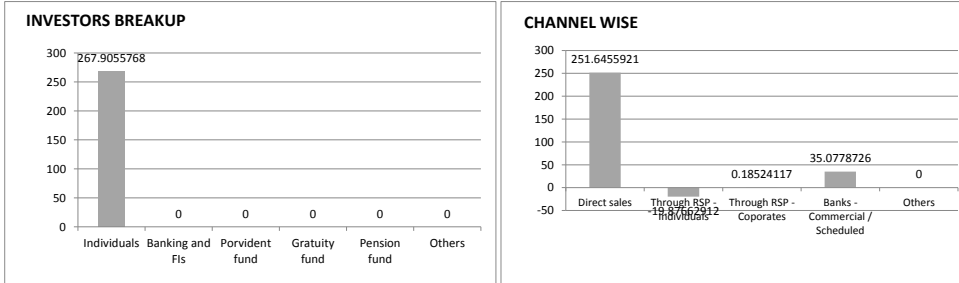 INVESTORS BREAKUP
300
250
200
150
100
50
0
267.9055768
0
0
0
0
0
Individuals
Banking and
FIs
Porvident
fund
Gratuity
fund
Pension
fund
Others
CHANNEL WISE
300
250
200
150
100
50
0
-50
251.6455921
-19.87662912
0.18524117
35.0778726
0
Direct sales
Through RSP -
Individuals
Through RSP -
Coporates
Banks -
Commercial /
Scheduled
Others